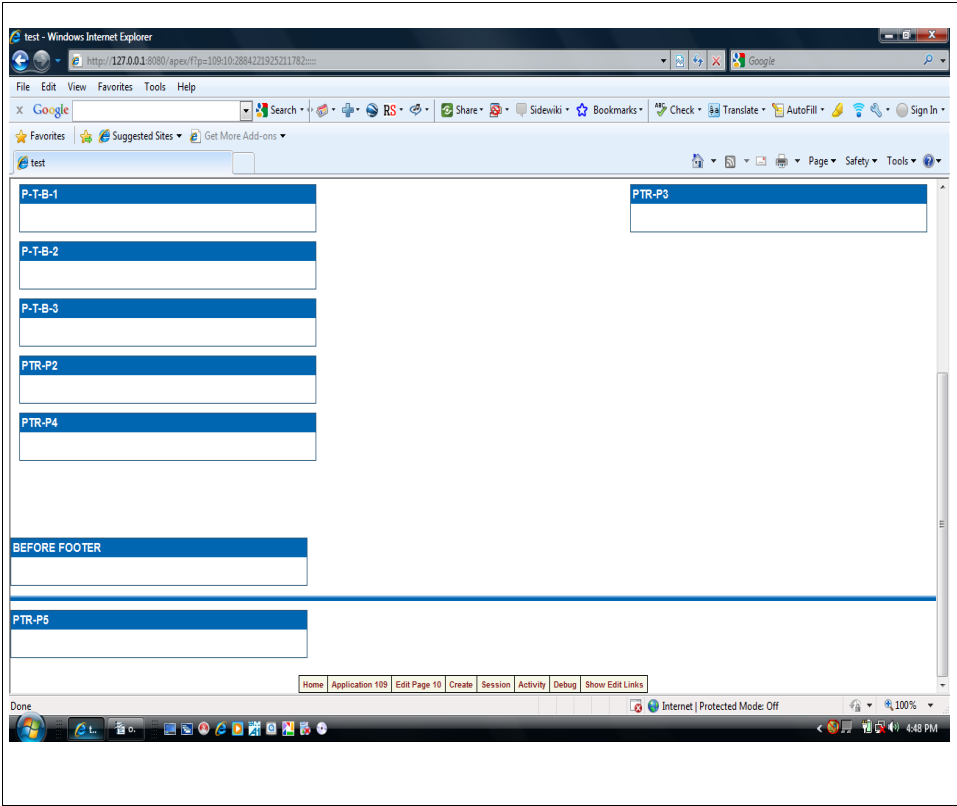 test - Windows Internet Explorer
http://127.0.0.1:8080/apex/f?p=109:10:2884221925211782:::::
Google
File Edit View Favorites Tools Help
x Google Search RS Share Sidewiki Bookmarks Check Translate AutoFill Sign In
Favorites Suggested Sites Get More Add-ons
test Page Safety Tools
P-T-B-1 PTR-P3
P-T-B-2
P-T-B-3
PTR-P2
PTR-P4
BEFORE FOOTER
PTR-P5
Home Application 109 Edit Page 10 Create Session Activity Debug Show Edit Links
Done Internet | Protected Mode: Off 100%
t... o. 4:48 PM